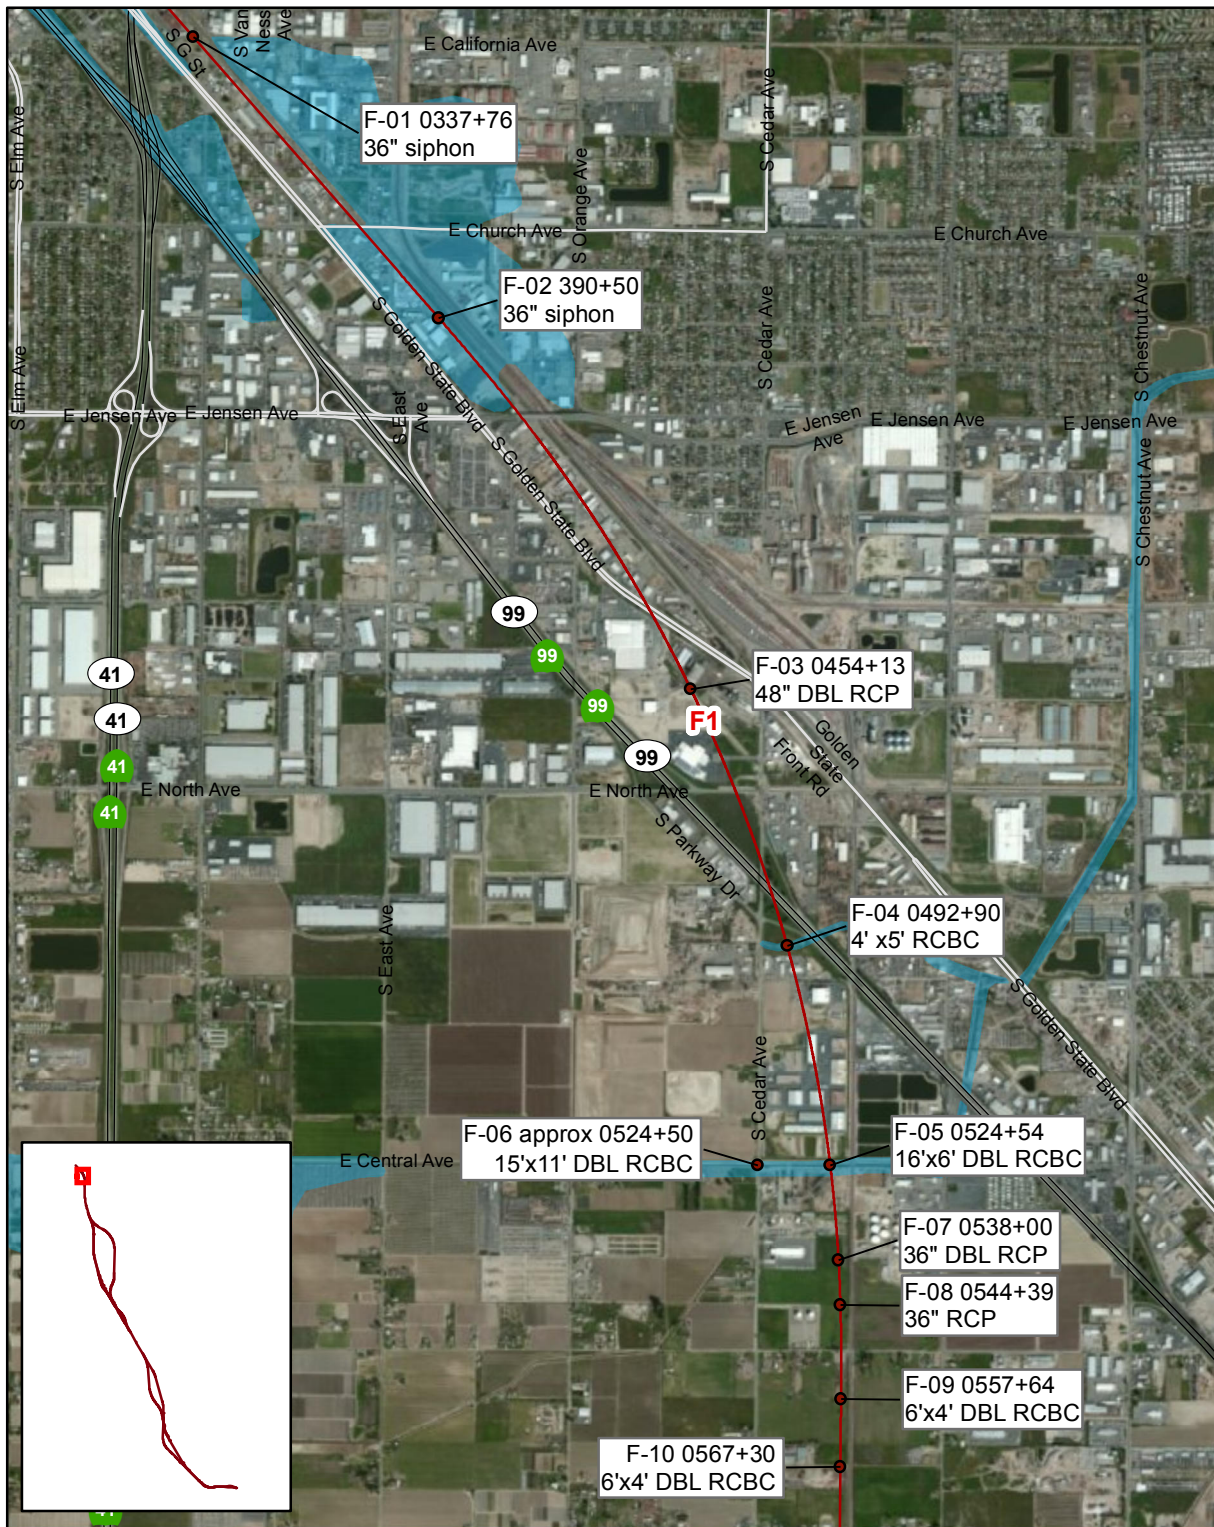 S G St
S Van
Ness
Ave
E California Ave
S Elm Ave
F-01 0337+76
36" siphon
S Cedar Ave
S Orange Ave
E Church Ave
E Church Ave
F-02 390+50
36" siphon
S Golden State Blvd
S Cedar Ave
S Chestnut Ave
S Elm Ave
E Jensen Ave
E Jensen Ave
S East
Ave
E Jensen
Ave
E Jensen Ave
E Jensen Ave
S Golden State Blvd
S Chestnut Ave
99
99
41
F-03 0454+13
48" DBL RCP
41
99
F1
99
Golden
State
Front Rd
41
E North Ave
E North Ave
41
S Parkway Dr
F-04 0492+90
4' x5' RCBC
S East Ave
S Golden State Blvd
S Cedar Ave
F-06 approx 0524+50
15'x11' DBL RCBC
F-05 0524+54
16'x6' DBL RCBC
E Central Ave
F-07 0538+00
36" DBL RCP
F-08 0544+39
36" RCP
F-09 0557+64
6'x4' DBL RCBC
F-10 0567+30
6'x4' DBL RCBC
41